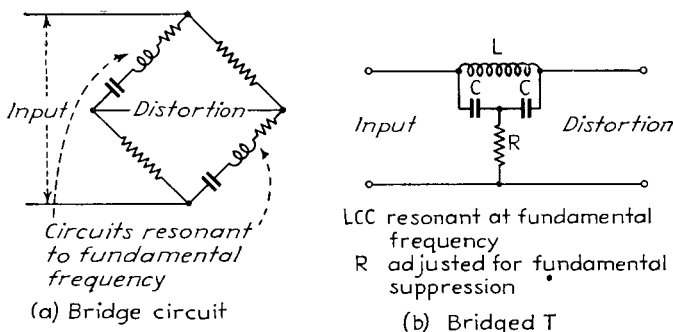 Input
Distortion
Circuits resonant
to fundamental
frequency
(a) Bridge circuit
L
C C
R
Input
Distortion
LCC resonant at fundamental
frequency
R adjusted for fundamental
suppression
(b) Bridged T